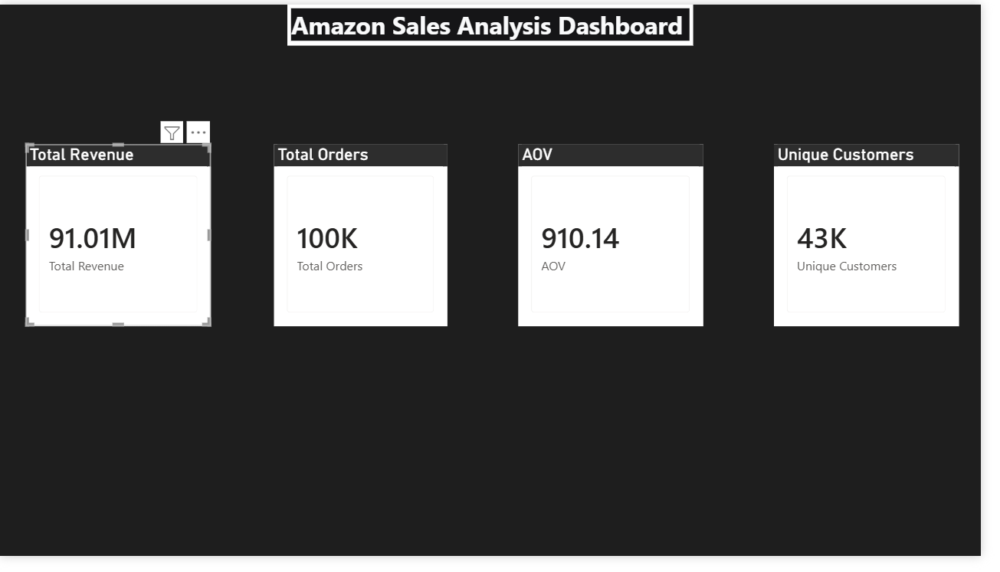 Amazon Sales Analysis Dashboard
Total Revenue
91.01M
Total Revenue
Total Orders
100K
Total Orders
AOV
910.14
AOV
Unique Customers
43K
Unique Customers